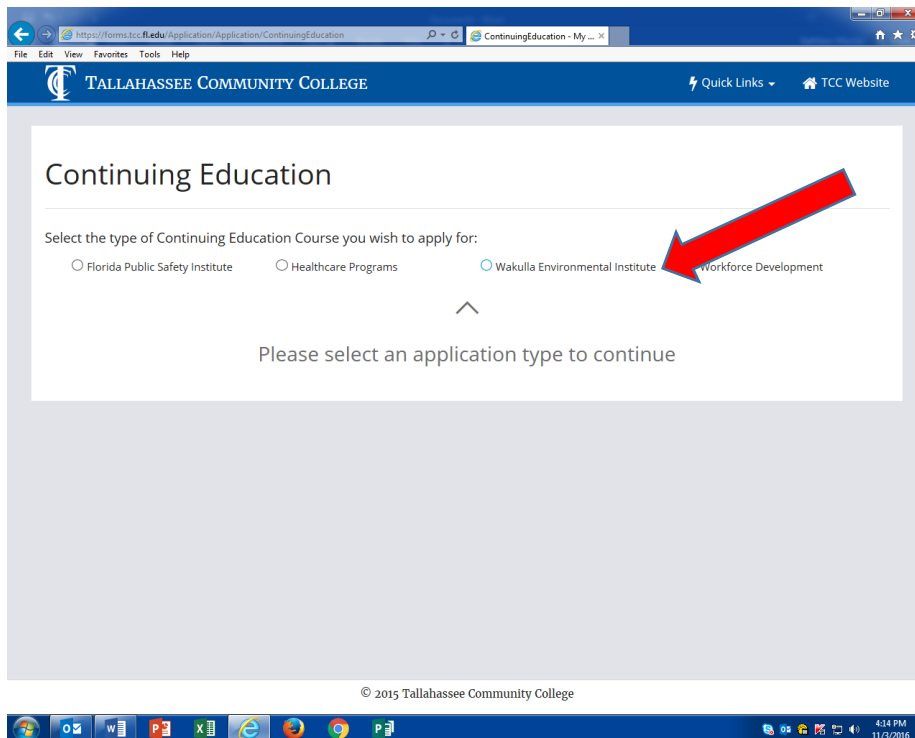 https://forms.tcc.fl.edu/Application/Application/ContinuingEducation
ContinuingEducation - My ...
File Edit View Favorites Tools Help
TALLAHASSEE COMMUNITY COLLEGE
Quick Links
TCC Website
Continuing Education
Select the type of Continuing Education Course you wish to apply for:
Florida Public Safety Institute Healthcare Programs Wakulla Environmental Institute Workforce Development
Please select an application type to continue
© 2015 Tallahassee Community College
4:14 PM
11/3/2016